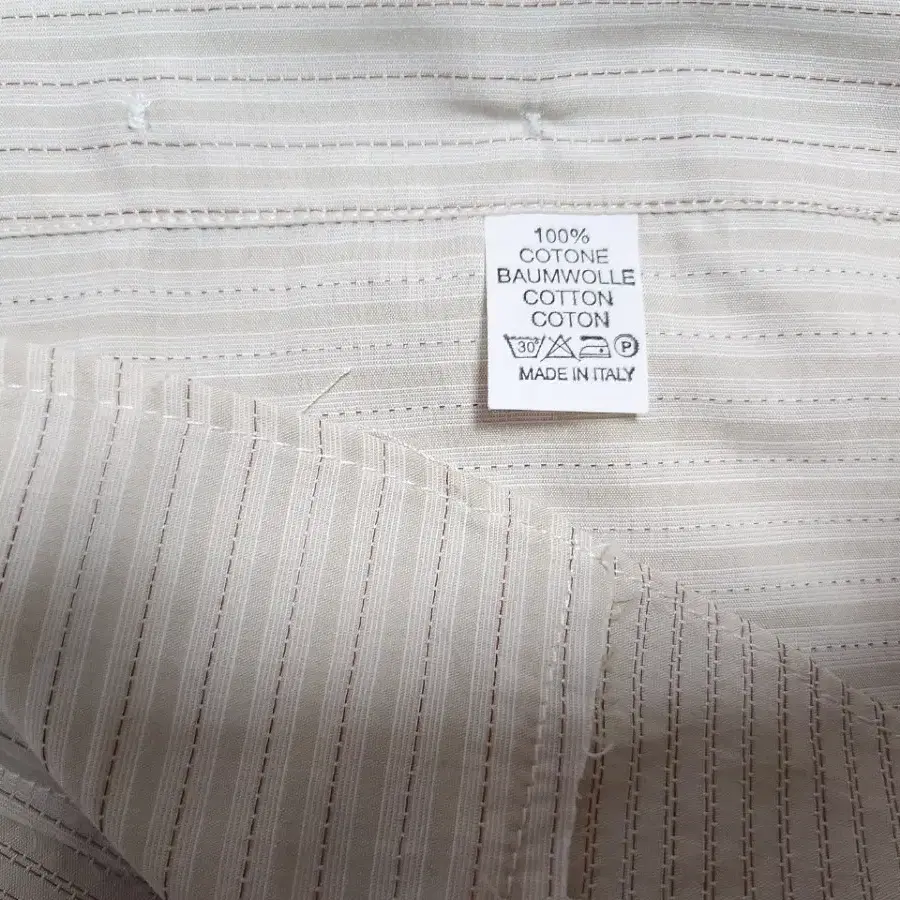 100%
COTONE
BAUMWOLLE
COTTON
COTON
30° P
MADE IN ITALY